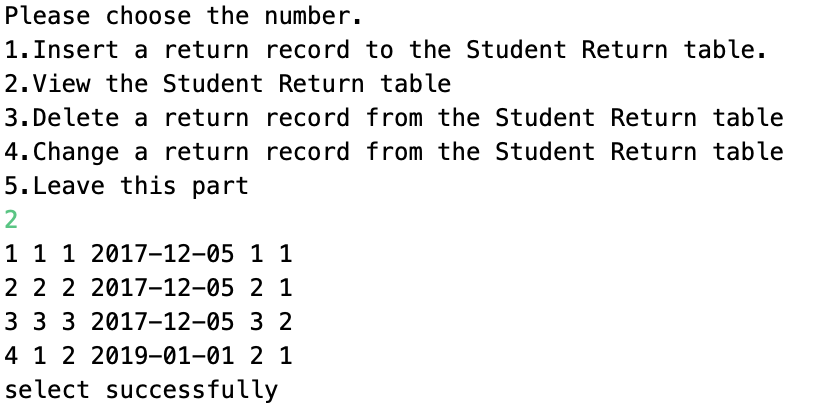 Please choose the number.
1.Insert a return record to the Student Return table.
2.View the Student Return table
3.Delete a return record from the Student Return table
4.Change a return record from the Student Return table
5.Leave this part
2
1 1 1 2017-12-05 1 1
2 2 2 2017-12-05 2 1
3 3 3 2017-12-05 3 2
4 1 2 2019-01-01 2 1
select successfully